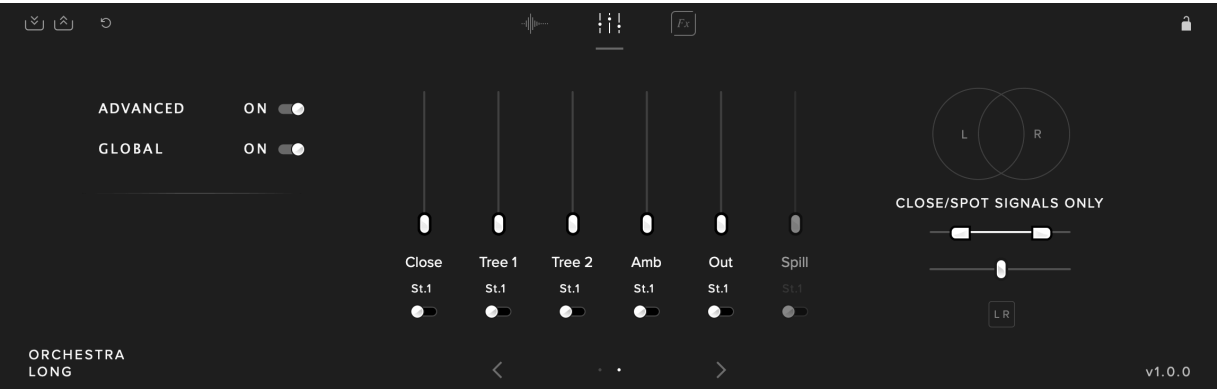 Fx
ADVANCED ON
GLOBAL ON
L R
CLOSE/SPOT SIGNALS ONLY
Close Tree 1 Tree 2 Amb Out Spill
St.1 St.1 St.1 St.1 St.1 St.1
L R
ORCHESTRA
LONG
v1.0.0